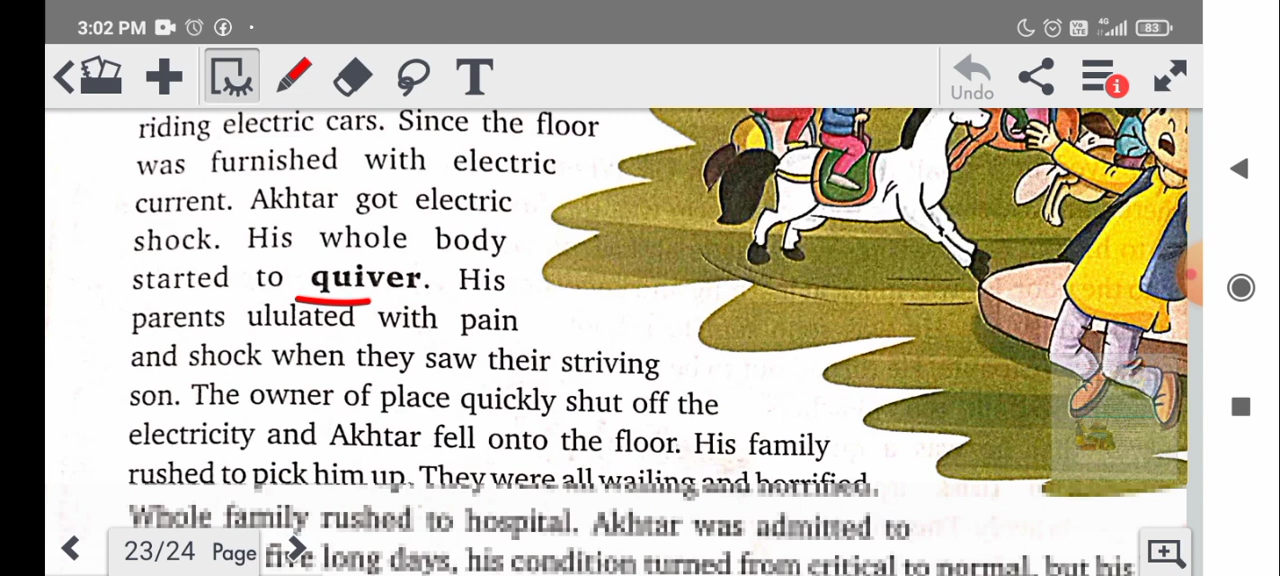 3:02 PM
4G
83
T
Undo
i
riding electric cars. Since the floor
was furnished with electric
current. Akhtar got electric
shock. His whole body
started to quiver. His
parents ululated with pain
and shock when they saw their striving
son. The owner of place quickly shut off the
electricity and Akhtar fell onto the floor. His family
rushed to pick him up. They were all wailing and horrified.
Whole family rushed to hospital. Akhtar was admitted to
five long days, his condition turned from critical to normal, but his
23/24 Page